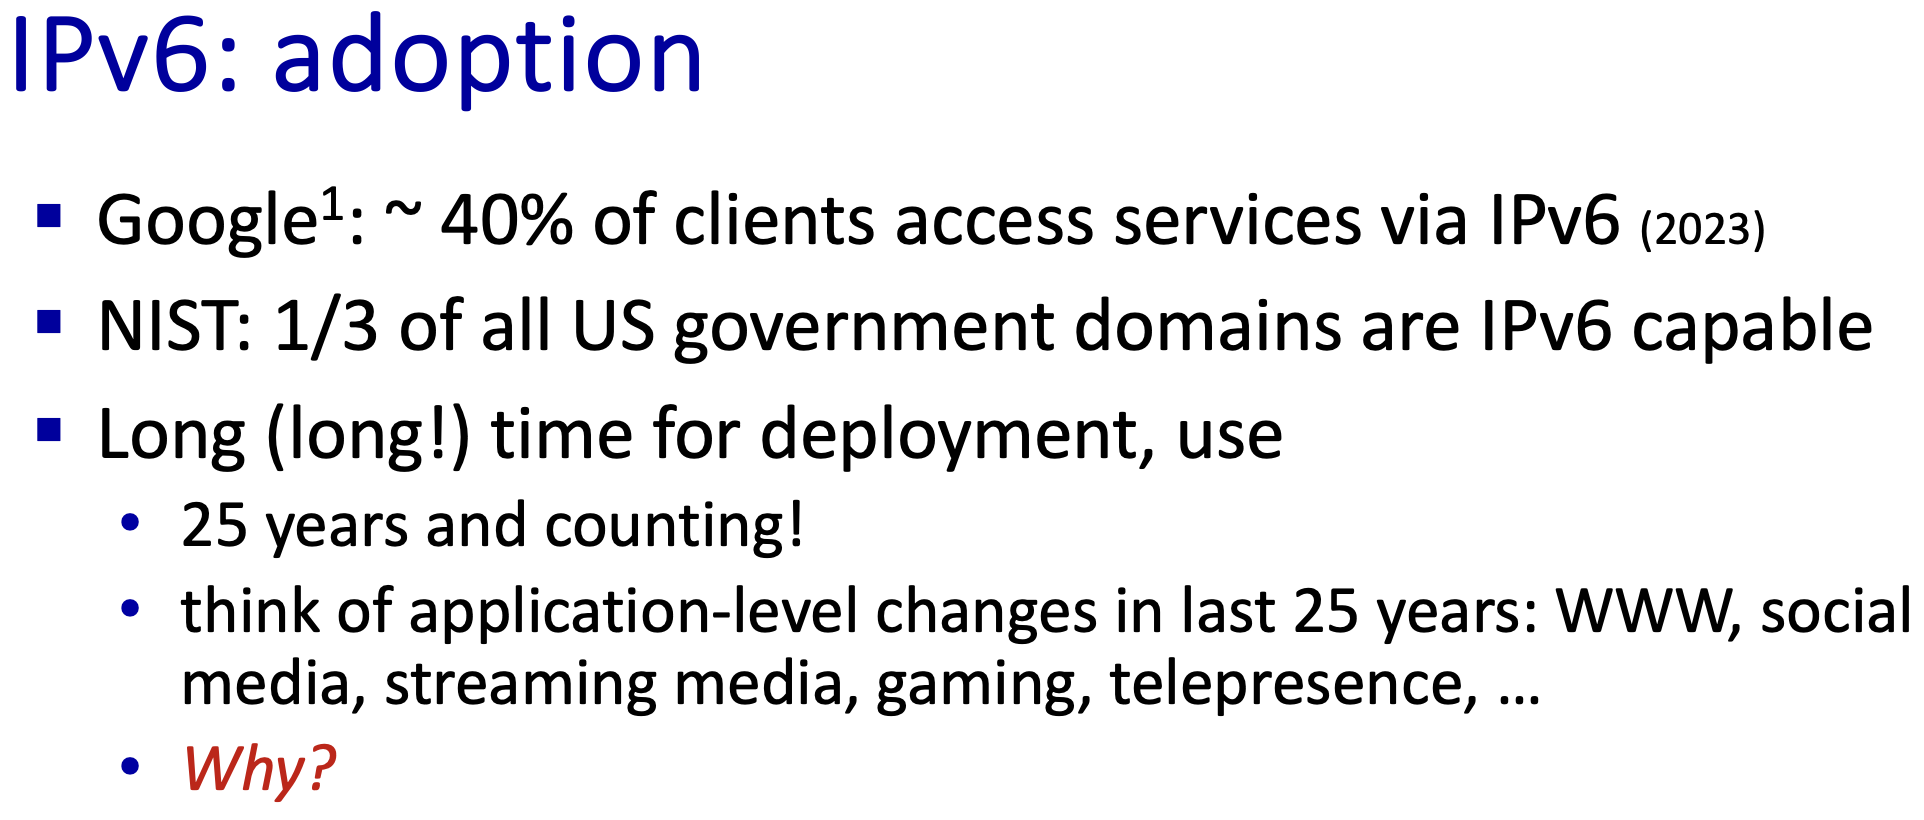 IPv6: adoption
▪ Google¹: ~ 40% of clients access services via IPv6 (2023)
▪ NIST: 1/3 of all US government domains are IPv6 capable
▪ Long (long!) time for deployment, use
• 25 years and counting!
• think of application-level changes in last 25 years: WWW, social
media, streaming media, gaming, telepresence, …
• Why?